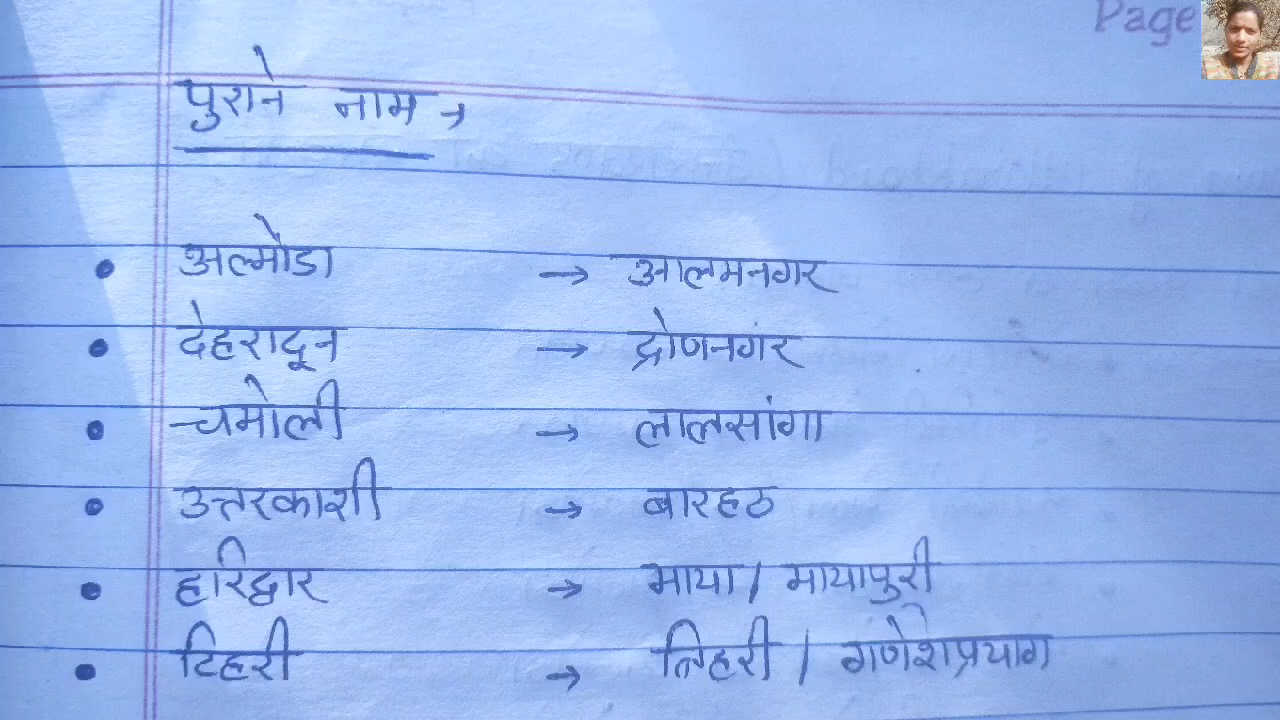 Page
पुराने नाम →
• अल्मोडा → आलमनगर
• देहरादून → द्रोणनगर
• चमोली → लालसांगा
• उत्तरकाशी → बारहठ
• हरिद्वार → माया / मायापुरी
• टिहरी → त्रिहरी / गणेशप्रयाग